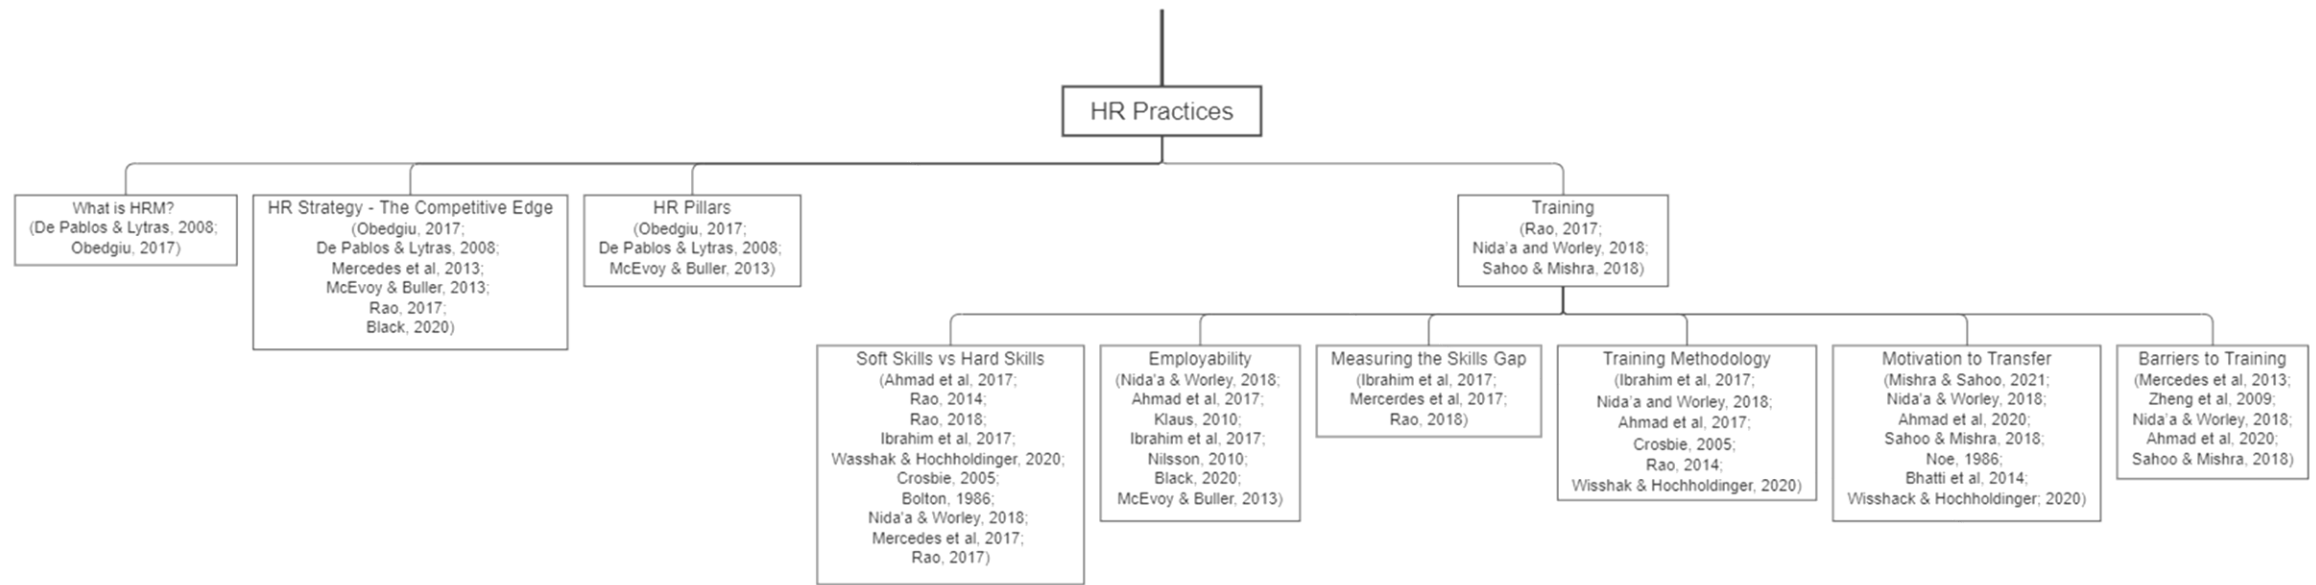 HR Practices
What is HRM?
(De Pablos & Lytras, 2008;
Obedgiu, 2017)
HR Strategy - The Competitive Edge
(Obedgiu, 2017;
De Pablos & Lytras, 2008;
Mercedes et al, 2013;
McEvoy & Buller, 2013;
Rao, 2017;
Black, 2020)
HR Pillars
(Obedgiu, 2017;
De Pablos & Lytras, 2008;
McEvoy & Buller, 2013)
Training
(Rao, 2017;
Nida'a and Worley, 2018;
Sahoo & Mishra, 2018)
Soft Skills vs Hard Skills
(Ahmad et al, 2017;
Rao, 2014;
Rao, 2018;
Ibrahim et al, 2017;
Wasshak & Hochholdinger, 2020;
Crosbie, 2005;
Bolton, 1986;
Nida'a & Worley, 2018;
Mercedes et al, 2017;
Rao, 2017)
Employability
(Nida'a & Worley, 2018;
Ahmad et al, 2017;
Klaus, 2010;
Ibrahim et al, 2017;
Nilsson, 2010;
Black, 2020;
McEvoy & Buller, 2013)
Measuring the Skills Gap
(Ibrahim et al, 2017;
Mercerdes et al, 2017;
Rao, 2018)
Training Methodology
(Ibrahim et al, 2017;
Nida'a and Worley, 2018;
Ahmad et al, 2017;
Crosbie, 2005;
Rao, 2014;
Wisshak & Hochholdinger, 2020)
Motivation to Transfer
(Mishra & Sahoo, 2021;
Nida'a & Worley, 2018;
Ahmad et al, 2020;
Sahoo & Mishra, 2018;
Noe, 1986;
Bhatti et al, 2014;
Wisshack & Hochholdinger; 2020)
Barriers to Training
(Mercedes et al, 2013;
Zheng et al, 2009;
Nida'a & Worley, 2018;
Ahmad et al, 2020;
Sahoo & Mishra, 2018)